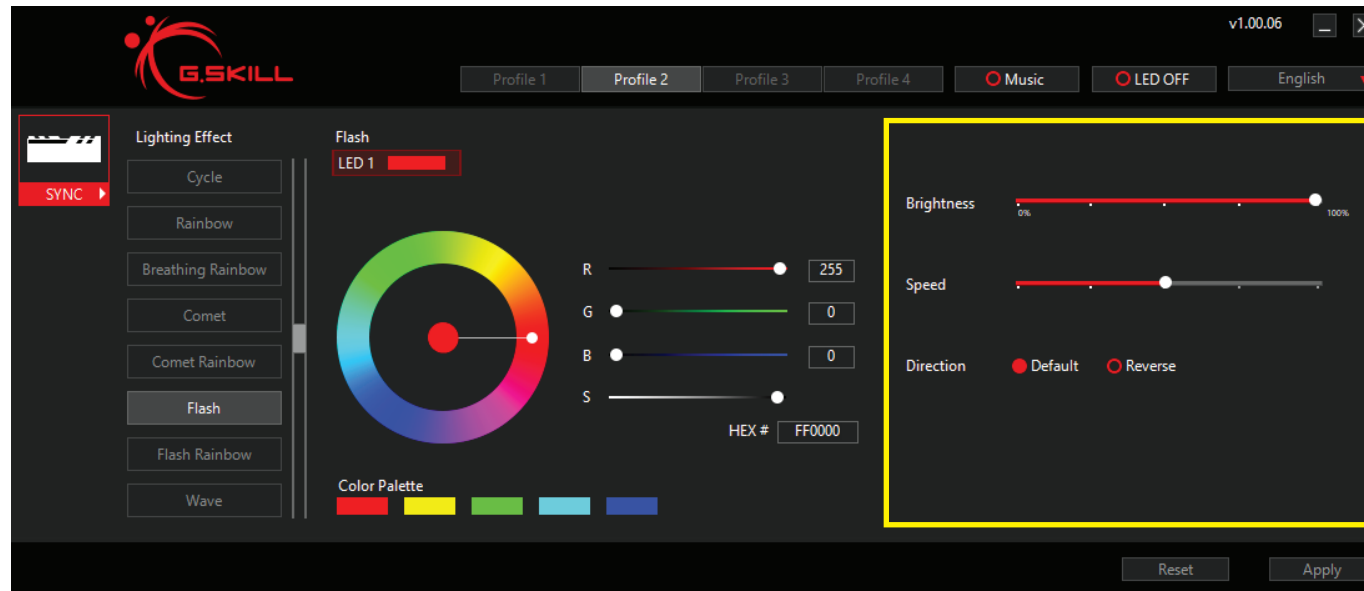 v1.00.06
G.SKILL
Profile 1 Profile 2 Profile 3 Profile 4 Music LED OFF English
SYNC
Lighting Effect
Cycle
Rainbow
Breathing Rainbow
Comet
Comet Rainbow
Flash
Flash Rainbow
Wave
Flash
LED 1
R 255
G 0
B 0
S
HEX # FF0000
Color Palette
Brightness
0% 100%
Speed
Direction Default Reverse
Reset Apply